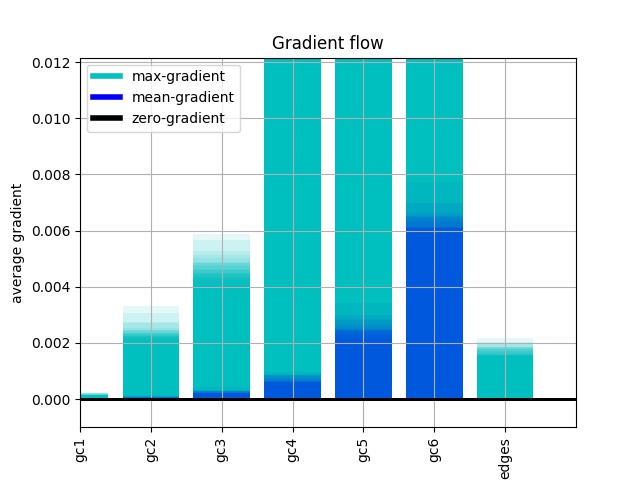 Gradient flow
max-gradient
mean-gradient
zero-gradient
average gradient
0.012
0.010
0.008
0.006
0.004
0.002
0.000
gc1
gc2
gc3
gc4
gc5
gc6
edges